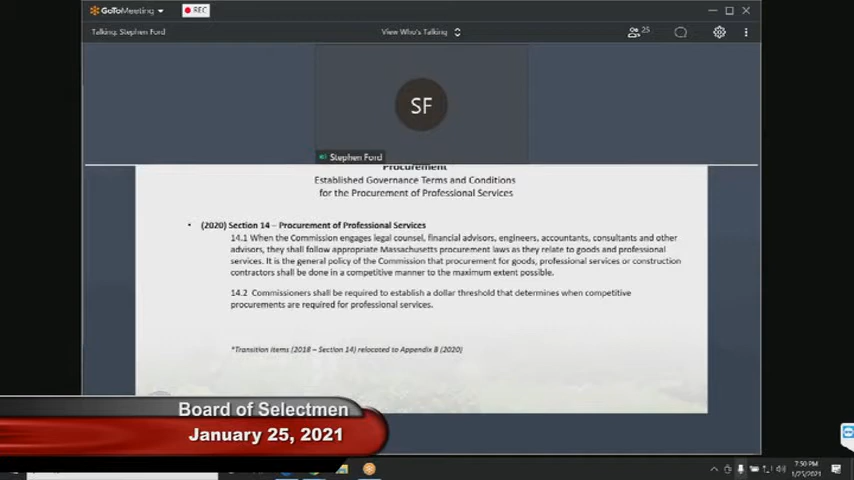 GoToMeeting
REC
Talking: Stephen Ford
View Who's Talking
25
SF
Stephen Ford
Procurement
Established Governance Terms and Conditions
for the Procurement of Professional Services
• (2020) Section 14 – Procurement of Professional Services
14.1 When the Commission engages legal counsel, financial advisors, engineers, accountants, consultants and other
advisors, they shall follow appropriate Massachusetts procurement laws as they relate to goods and professional
services. It is the general policy of the Commission that procurement for goods, professional services or construction
contractors shall be done in a competitive manner to the maximum extent possible.
14.2 Commissioners shall be required to establish a dollar threshold that determines when competitive
procurements are required for professional services.
*Transition items (2018 – Section 14) relocated to Appendix B (2020)
Board of Selectmen
January 25, 2021
7:50 PM
1/25/2021